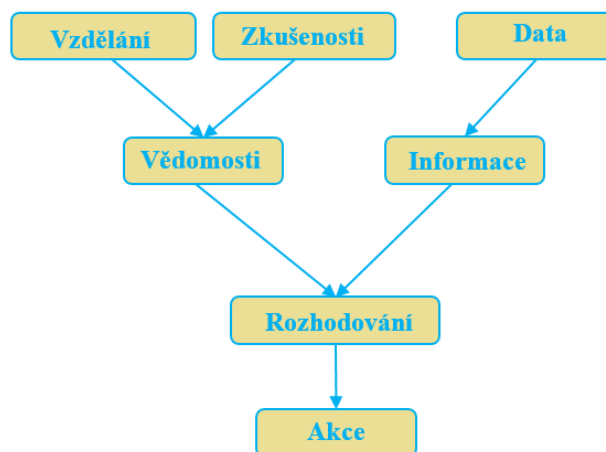 Vzdělání
Zkušenosti
Data
Vědomosti
Informace
Rozhodování
Akce